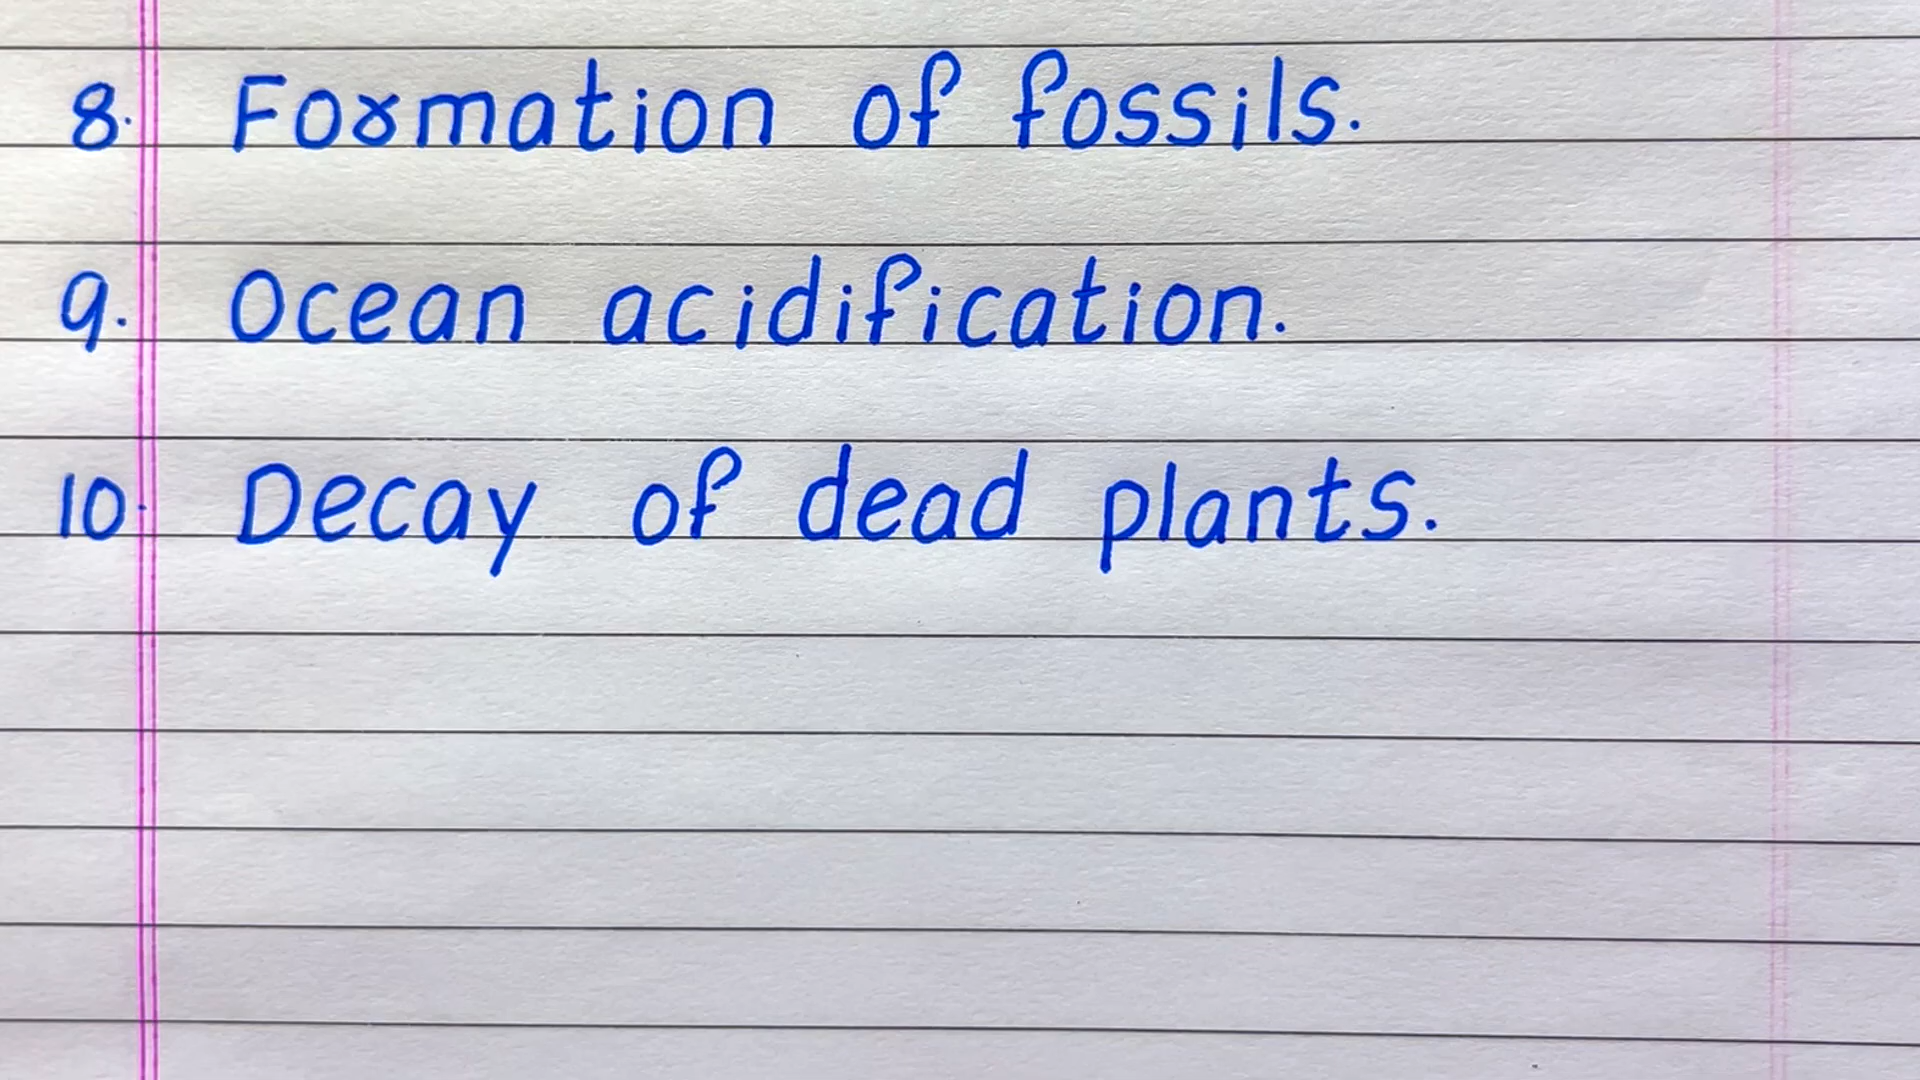 8. Formation of fossils.
9. Ocean acidification.
10. Decay of dead plants.